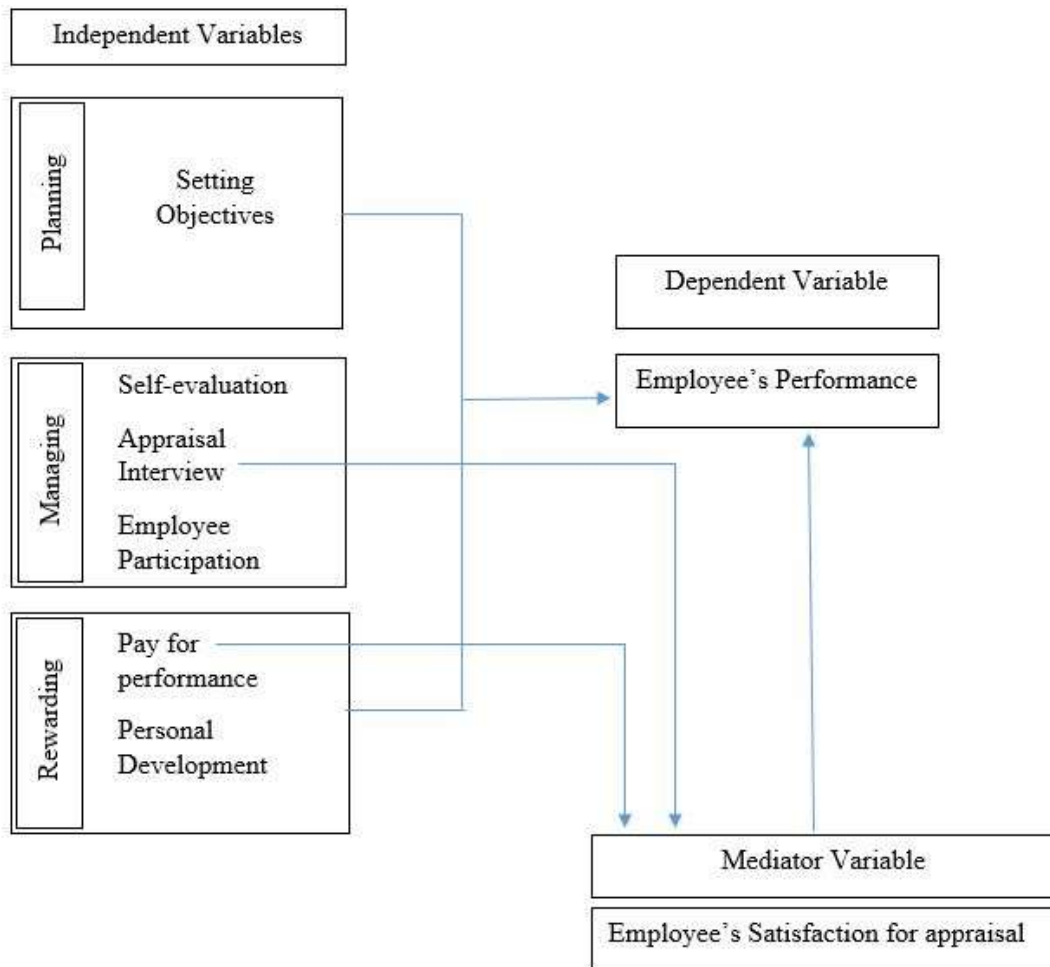 Independent Variables
Planning
Setting
Objectives
Dependent Variable
Employee’s Performance
Managing
Self-evaluation
Appraisal
Interview
Employee
Participation
Rewarding
Pay for
performance
Personal
Development
Mediator Variable
Employee’s Satisfaction for appraisal